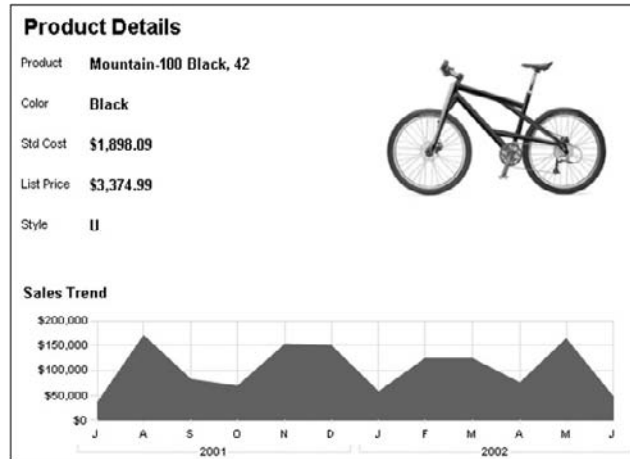 Product Details
Product Mountain-100 Black, 42
Color Black
Std Cost $1,898.09
List Price $3,374.99
Style U
Sales Trend
$200,000
$150,000
$100,000
$50,000
$0
J A S O N D J F M A M J
2001 2002